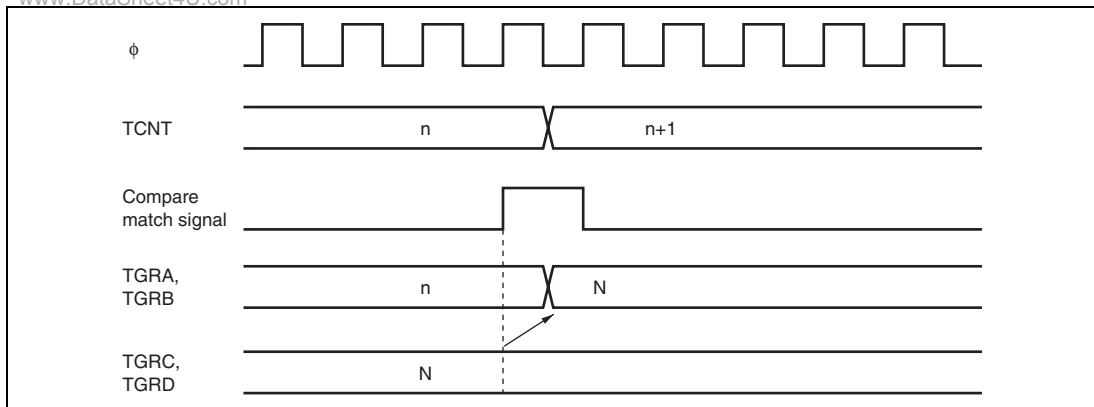 www.DataSheet4U.com
ϕ
TCNT
n
n+1
Compare
match signal
TGRA,
TGRB
n
N
TGRC,
TGRD
N